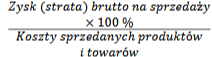 Zysk (strata) brutto na sprzedaży
× 100 %
Koszty sprzedanych produktów
i towarów